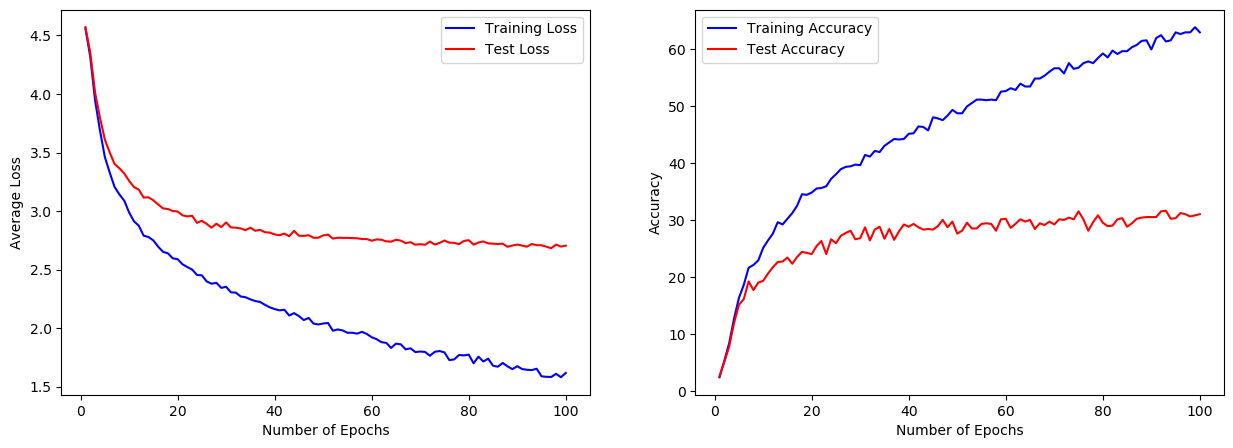 Training Loss
Test Loss
4.5
4.0
3.5
3.0
2.5
2.0
1.5
Average Loss
0 20 40 60 80 100
Number of Epochs
Training Accuracy
Test Accuracy
60
50
40
30
20
10
0
Accuracy
0 20 40 60 80 100
Number of Epochs